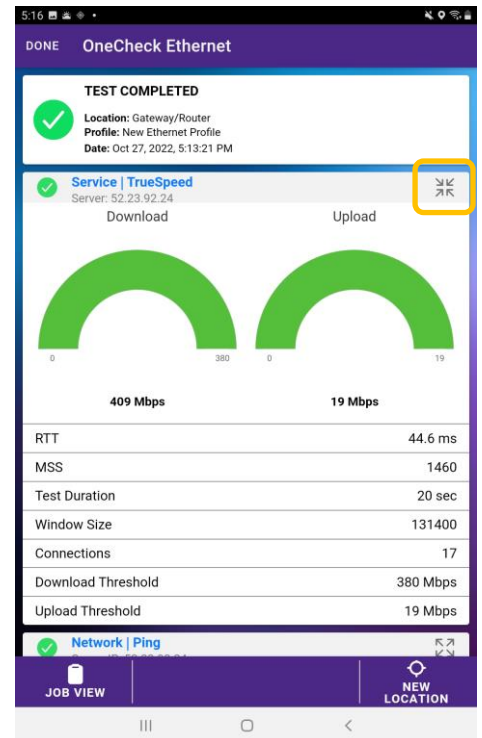 5:16
DONE OneCheck Ethernet
TEST COMPLETED
Location: Gateway/Router
Profile: New Ethernet Profile
Date: Oct 27, 2022, 5:13:21 PM
Service | TrueSpeed
Server: 52.23.92.24
Download Upload
0 380 0 19
409 Mbps 19 Mbps
RTT 44.6 ms
MSS 1460
Test Duration 20 sec
Window Size 131400
Connections 17
Download Threshold 380 Mbps
Upload Threshold 19 Mbps
Network | Ping
JOB VIEW
NEW
LOCATION